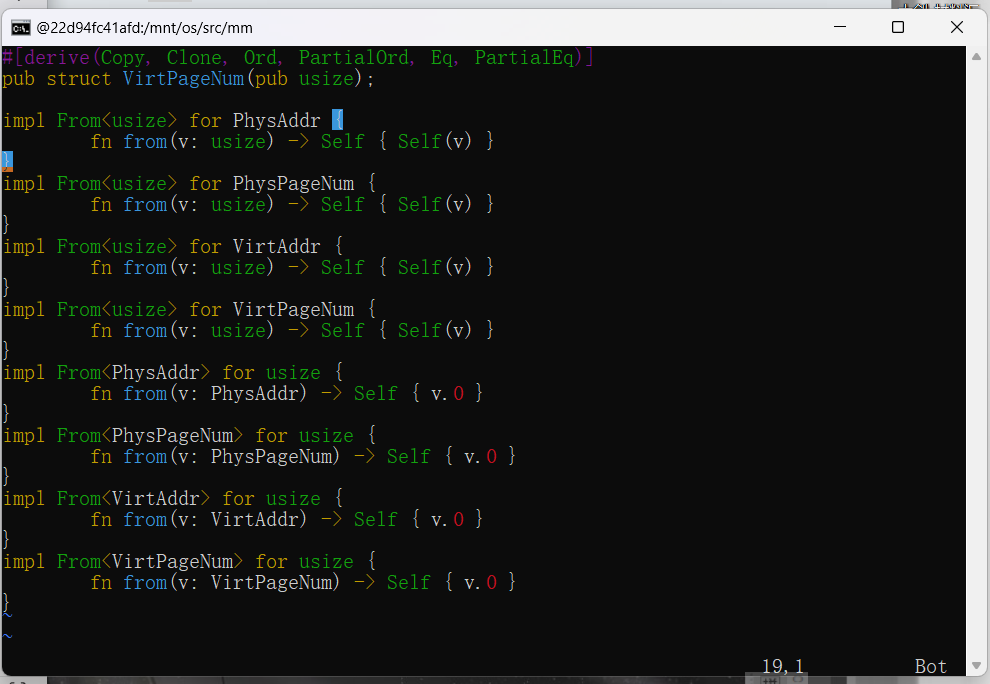 @22d94fc41afd:/mnt/os/src/mm
#[derive(Copy, Clone, Ord, PartialOrd, Eq, PartialEq)]
pub struct VirtPageNum(pub usize);

impl From<usize> for PhysAddr {
        fn from(v: usize) -> Self { Self(v) }
}
impl From<usize> for PhysPageNum {
        fn from(v: usize) -> Self { Self(v) }
}
impl From<usize> for VirtAddr {
        fn from(v: usize) -> Self { Self(v) }
}
impl From<usize> for VirtPageNum {
        fn from(v: usize) -> Self { Self(v) }
}
impl From<PhysAddr> for usize {
        fn from(v: PhysAddr) -> Self { v.0 }
}
impl From<PhysPageNum> for usize {
        fn from(v: PhysPageNum) -> Self { v.0 }
}
impl From<VirtAddr> for usize {
        fn from(v: VirtAddr) -> Self { v.0 }
}
impl From<VirtPageNum> for usize {
        fn from(v: VirtPageNum) -> Self { v.0 }
}
~
~
19,1 Bot